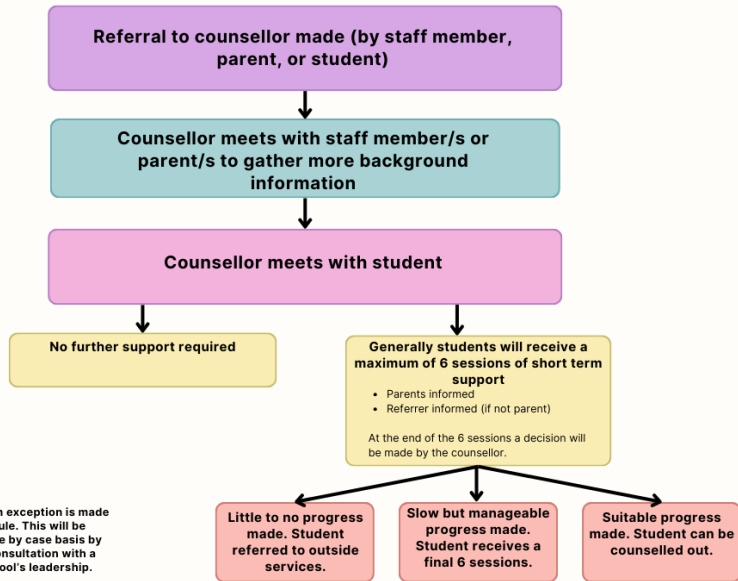 Referral to counsellor made (by staff member,
parent, or student)
Counsellor meets with staff member/s or
parent/s to gather more background
information
Counsellor meets with student
No further support required
Generally students will receive a
maximum of 6 sessions of short term
support
• Parents informed
• Referrer informed (if not parent)
At the end of the 6 sessions a decision will
be made by the counsellor.
exception is made
This will be
by case basis by
with a
leadership.
Little to no progress
made. Student
referred to outside
services.
Slow but manageable
progress made.
Student receives a
final 6 sessions.
Suitable progress
made. Student can be
counselled out.